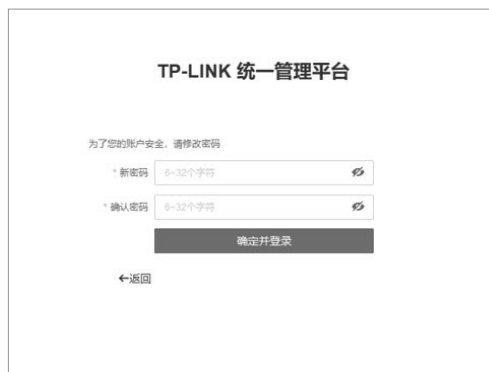 TP-LINK 统一管理平台
为了您的账户安全，请修改密码
* 新密码 6~32个字符
* 确认密码 6~32个字符
确定并登录
←返回